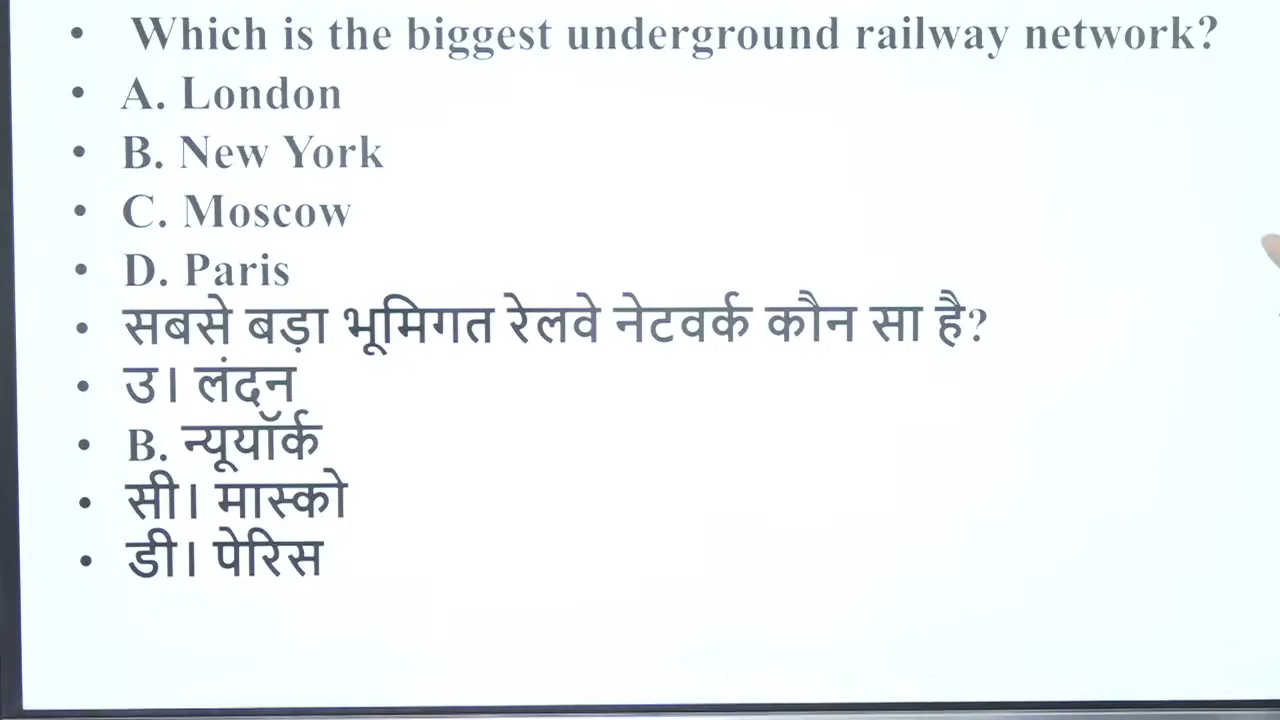 • Which is the biggest underground railway network?
• A. London
• B. New York
• C. Moscow
• D. Paris
• सबसे बड़ा भूमिगत रेलवे नेटवर्क कौन सा है?
• उ। लंदन
• B. न्यूयॉर्क
• सी। मास्को
• डी। पेरिस